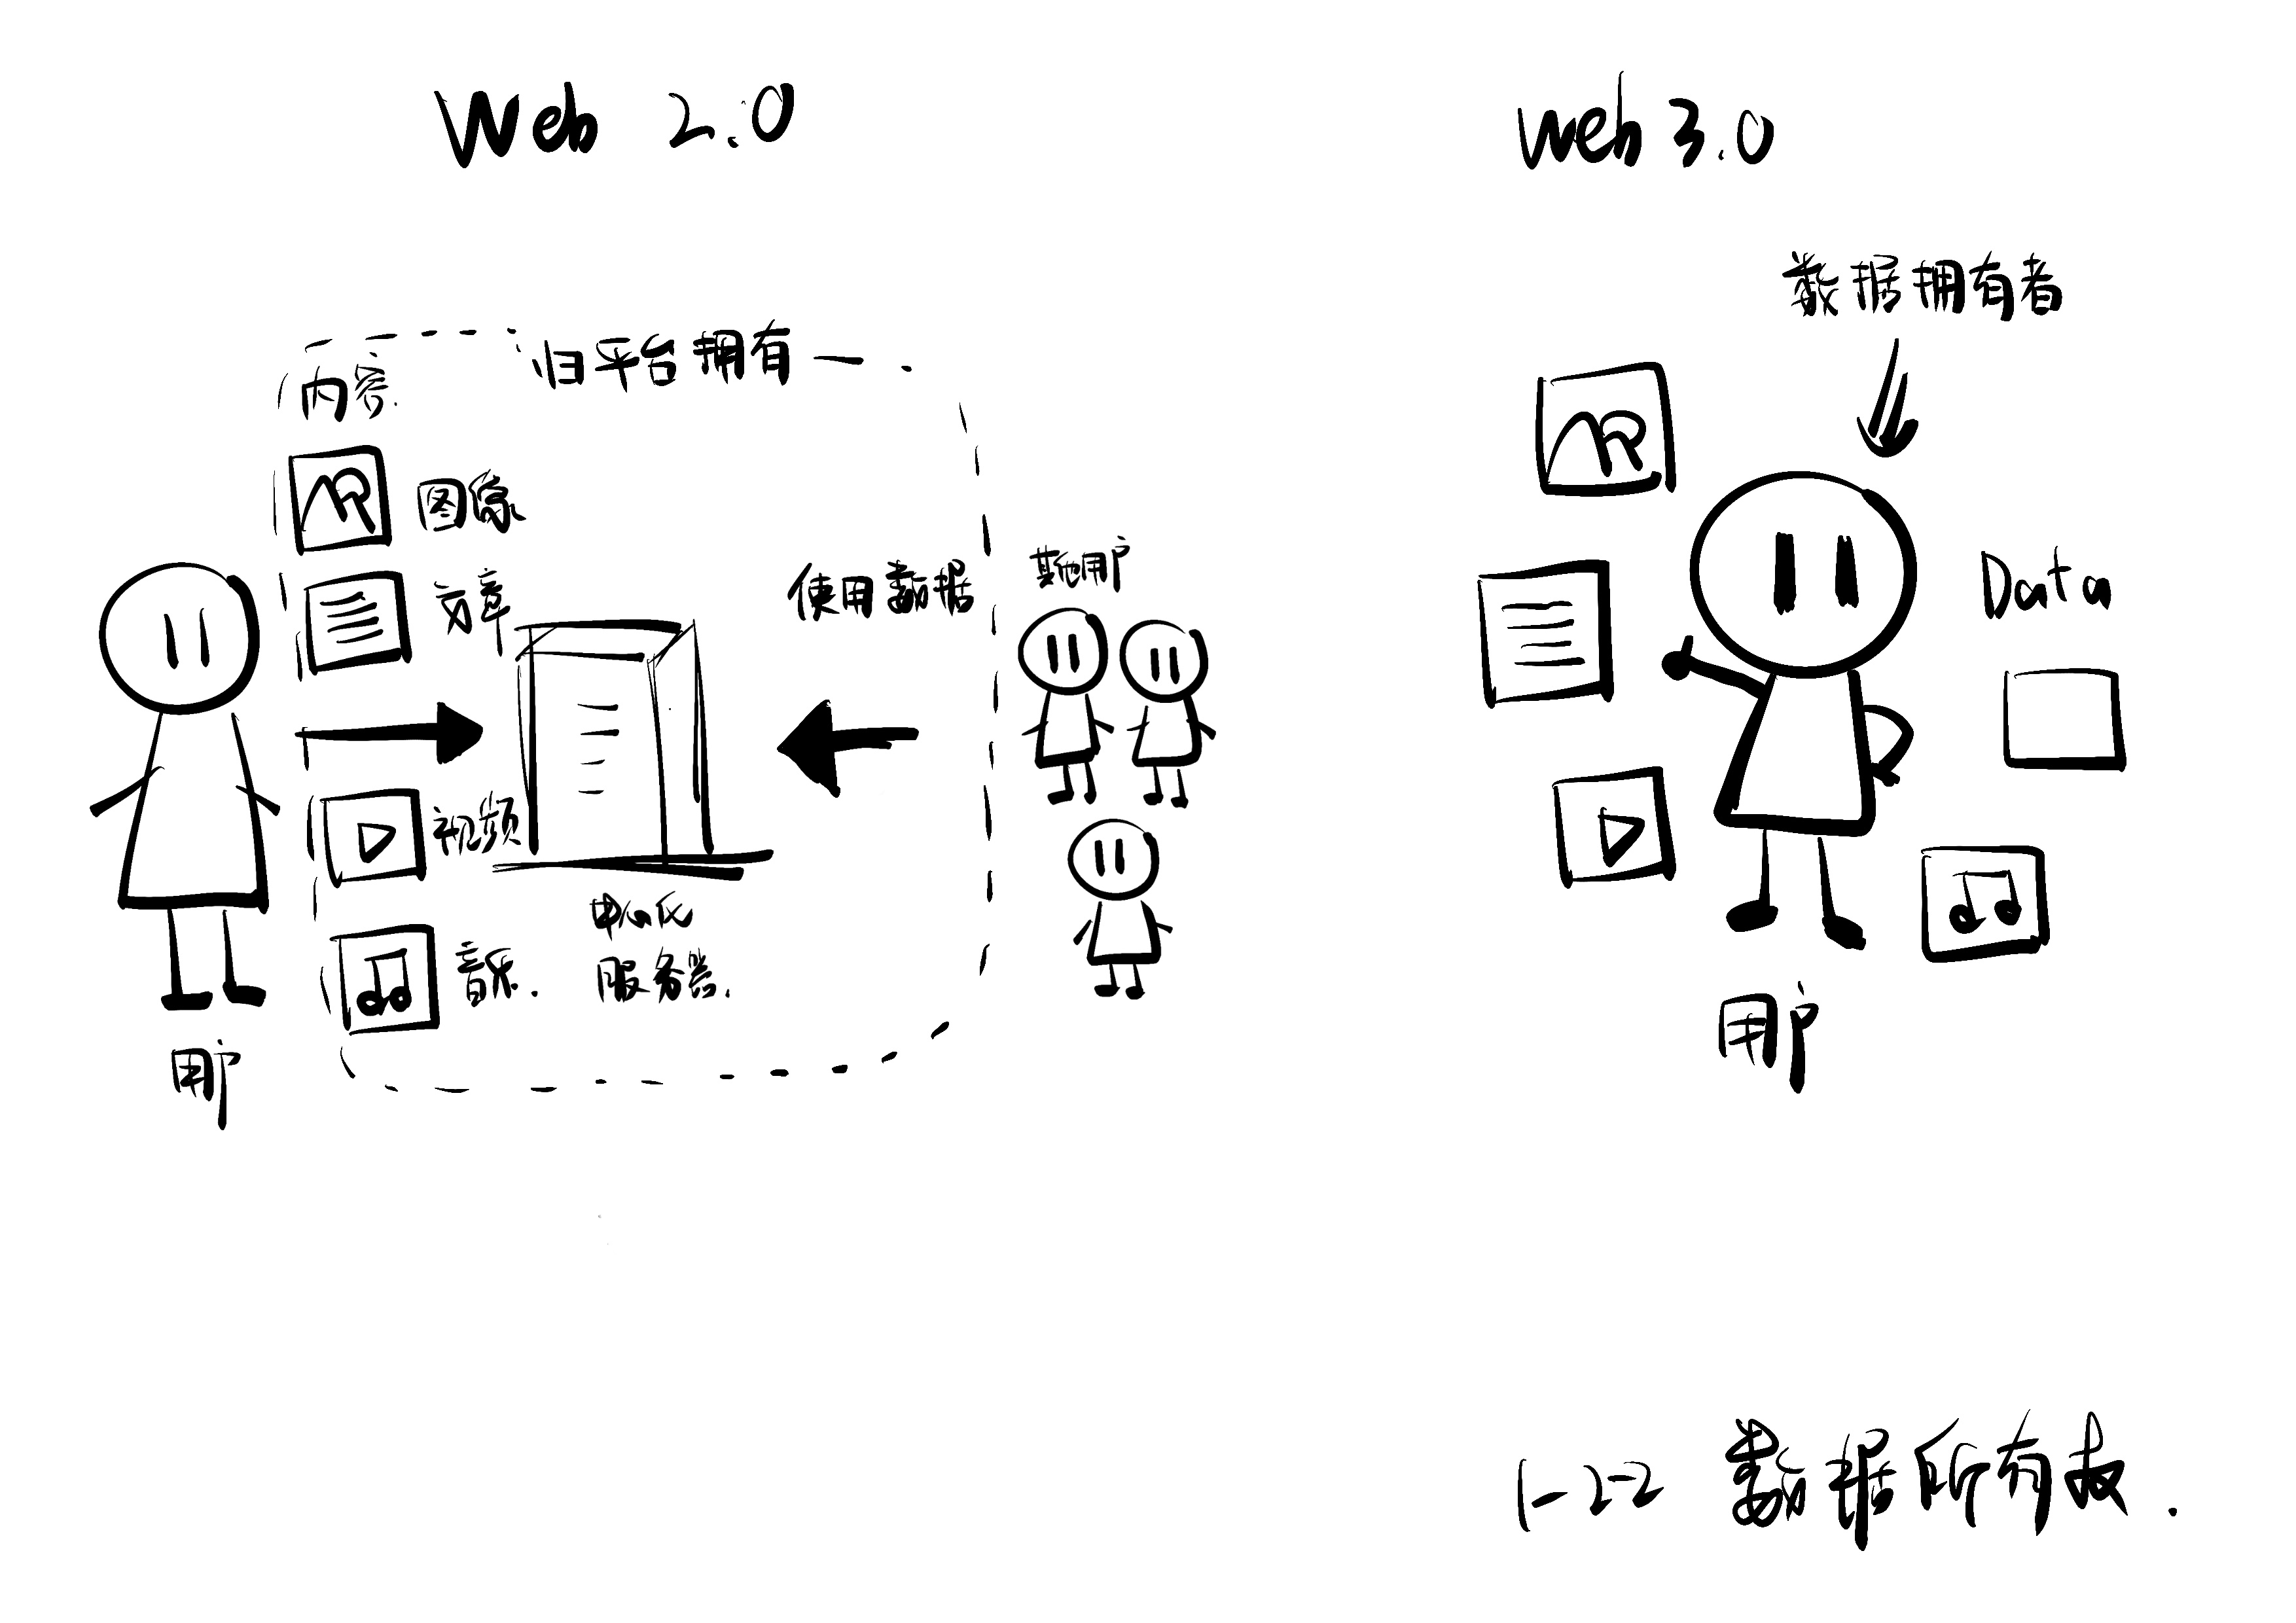 Web 2.0
归平台拥有
内容
图像
文章
视频
音乐
用户
中心化
服务器
使用数据
其他用户
Web 3.0
数据拥有者
Data
用户
1-2-2 数据所有权